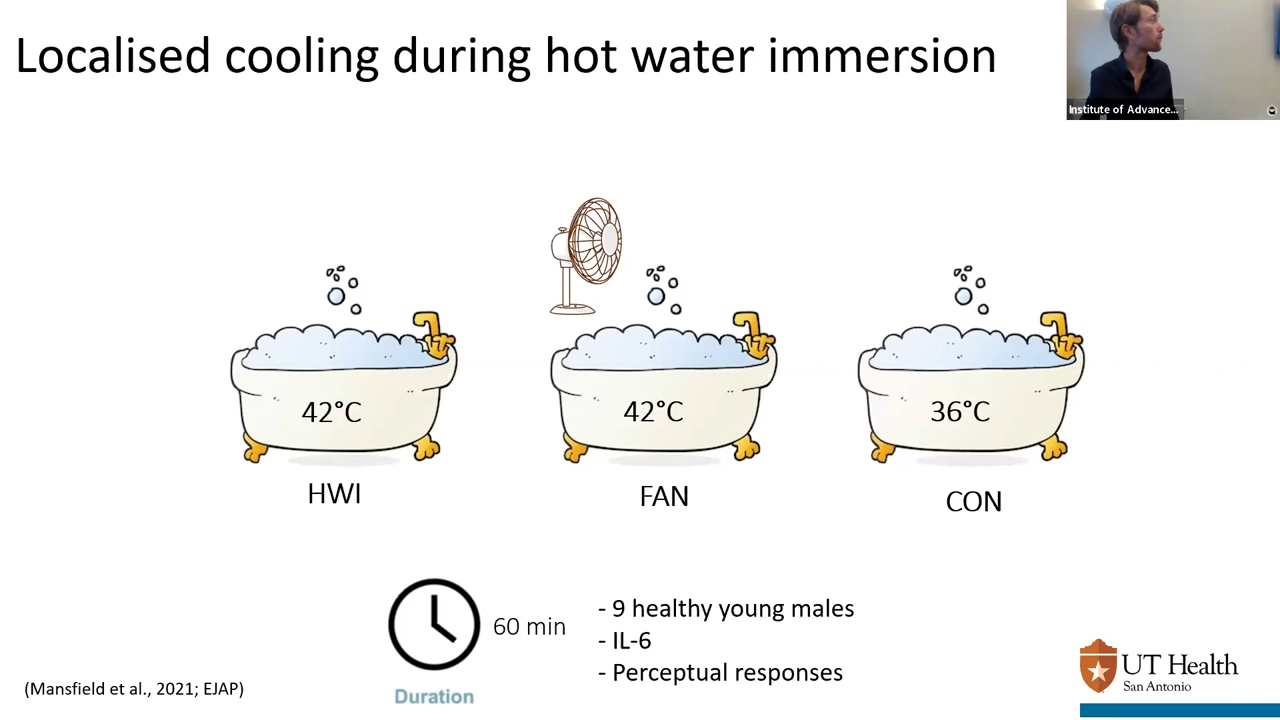 Localised cooling during hot water immersion
Institute of Advance...
42°C
42°C
36°C
HWI
FAN
CON
60 min
Duration
- 9 healthy young males
- IL-6
- Perceptual responses
(Mansfield et al., 2021; EJAP)
UT Health
San Antonio